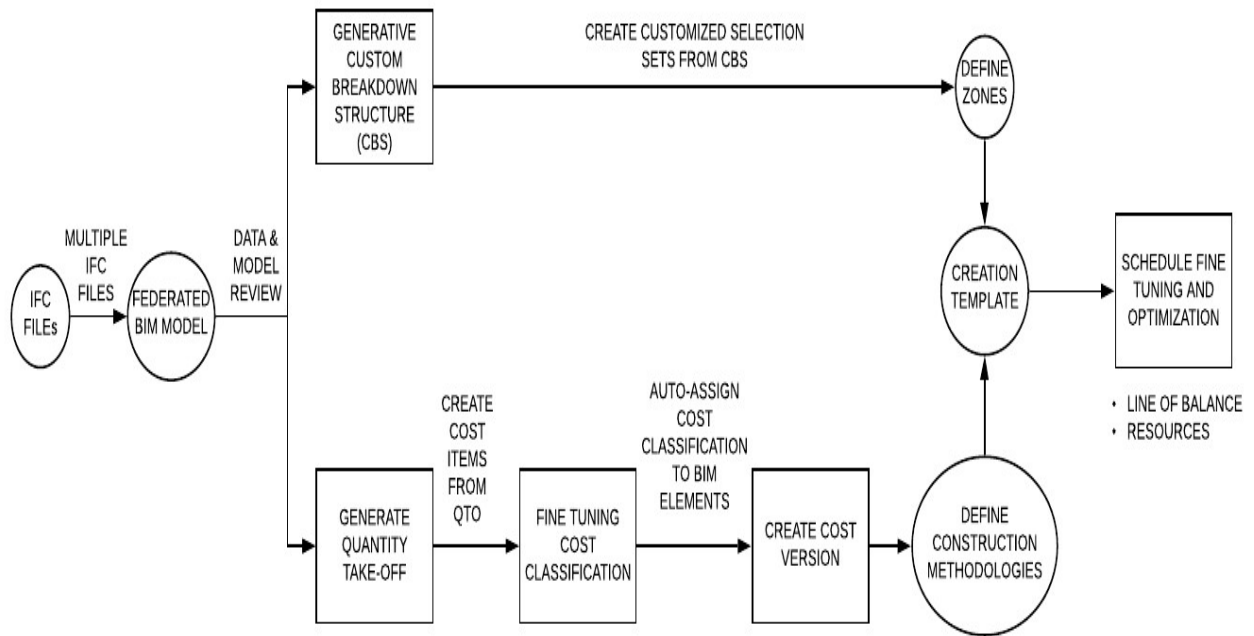 GENERATIVE
CUSTOM
BREAKDOWN
STRUCTURE
(CBS)
CREATE CUSTOMIZED SELECTION
SETS FROM CBS
DEFINE
ZONES
MULTIPLE
IFC
FILES
DATA &
MODEL
REVIEW
IFC
FILEs
FEDERATED
BIM MODEL
CREATION
TEMPLATE
SCHEDULE FINE
TUNING AND
OPTIMIZATION
• LINE OF BALANCE
• RESOURCES
CREATE
COST
ITEMS
FROM
QTO
AUTO-ASSIGN
COST
CLASSIFICATION
TO BIM
ELEMENTS
GENERATE
QUANTITY
TAKE-OFF
FINE TUNING
COST
CLASSIFICATION
CREATE COST
VERSION
DEFINE
CONSTRUCTION
METHODOLOGIES